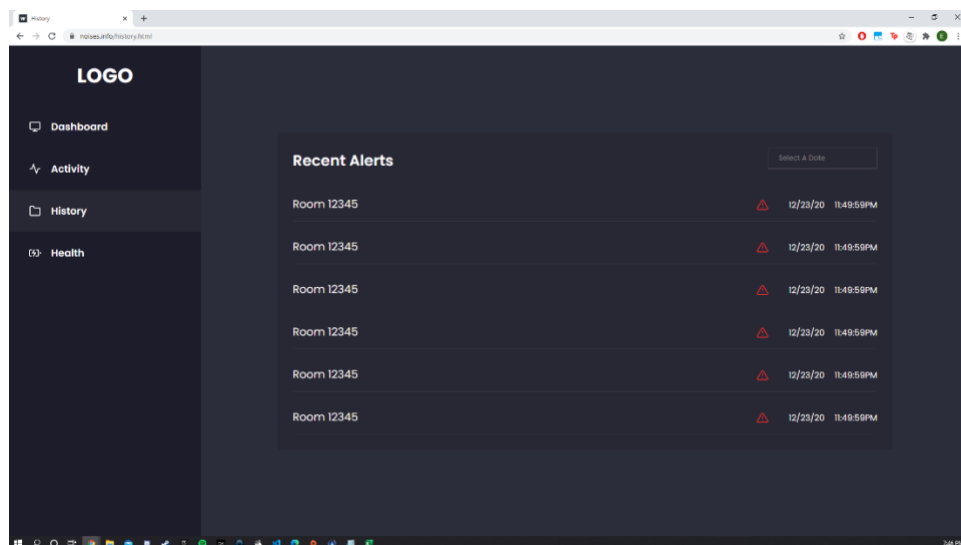 History
noises.info/history.html
LOGO
Dashboard
Activity
History
Health
Recent Alerts
Select A Date
Room 12345
12/23/20 11:49:59PM
Room 12345
12/23/20 11:49:59PM
Room 12345
12/23/20 11:49:59PM
Room 12345
12/23/20 11:49:59PM
Room 12345
12/23/20 11:49:59PM
Room 12345
12/23/20 11:49:59PM